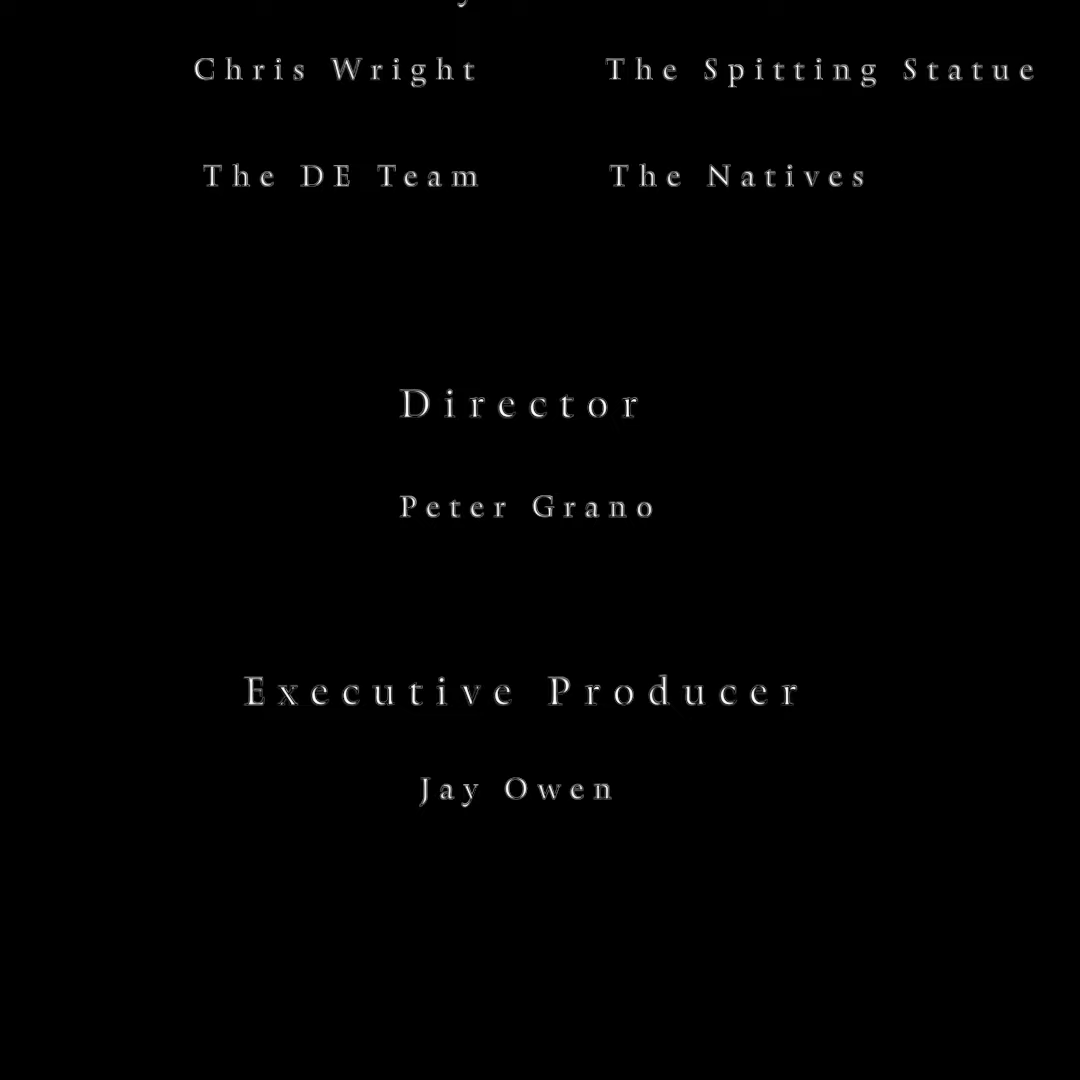 Chris Wright The Spitting Statue
The DE Team The Natives
Director
Peter Grano
Executive Producer
Jay Owen